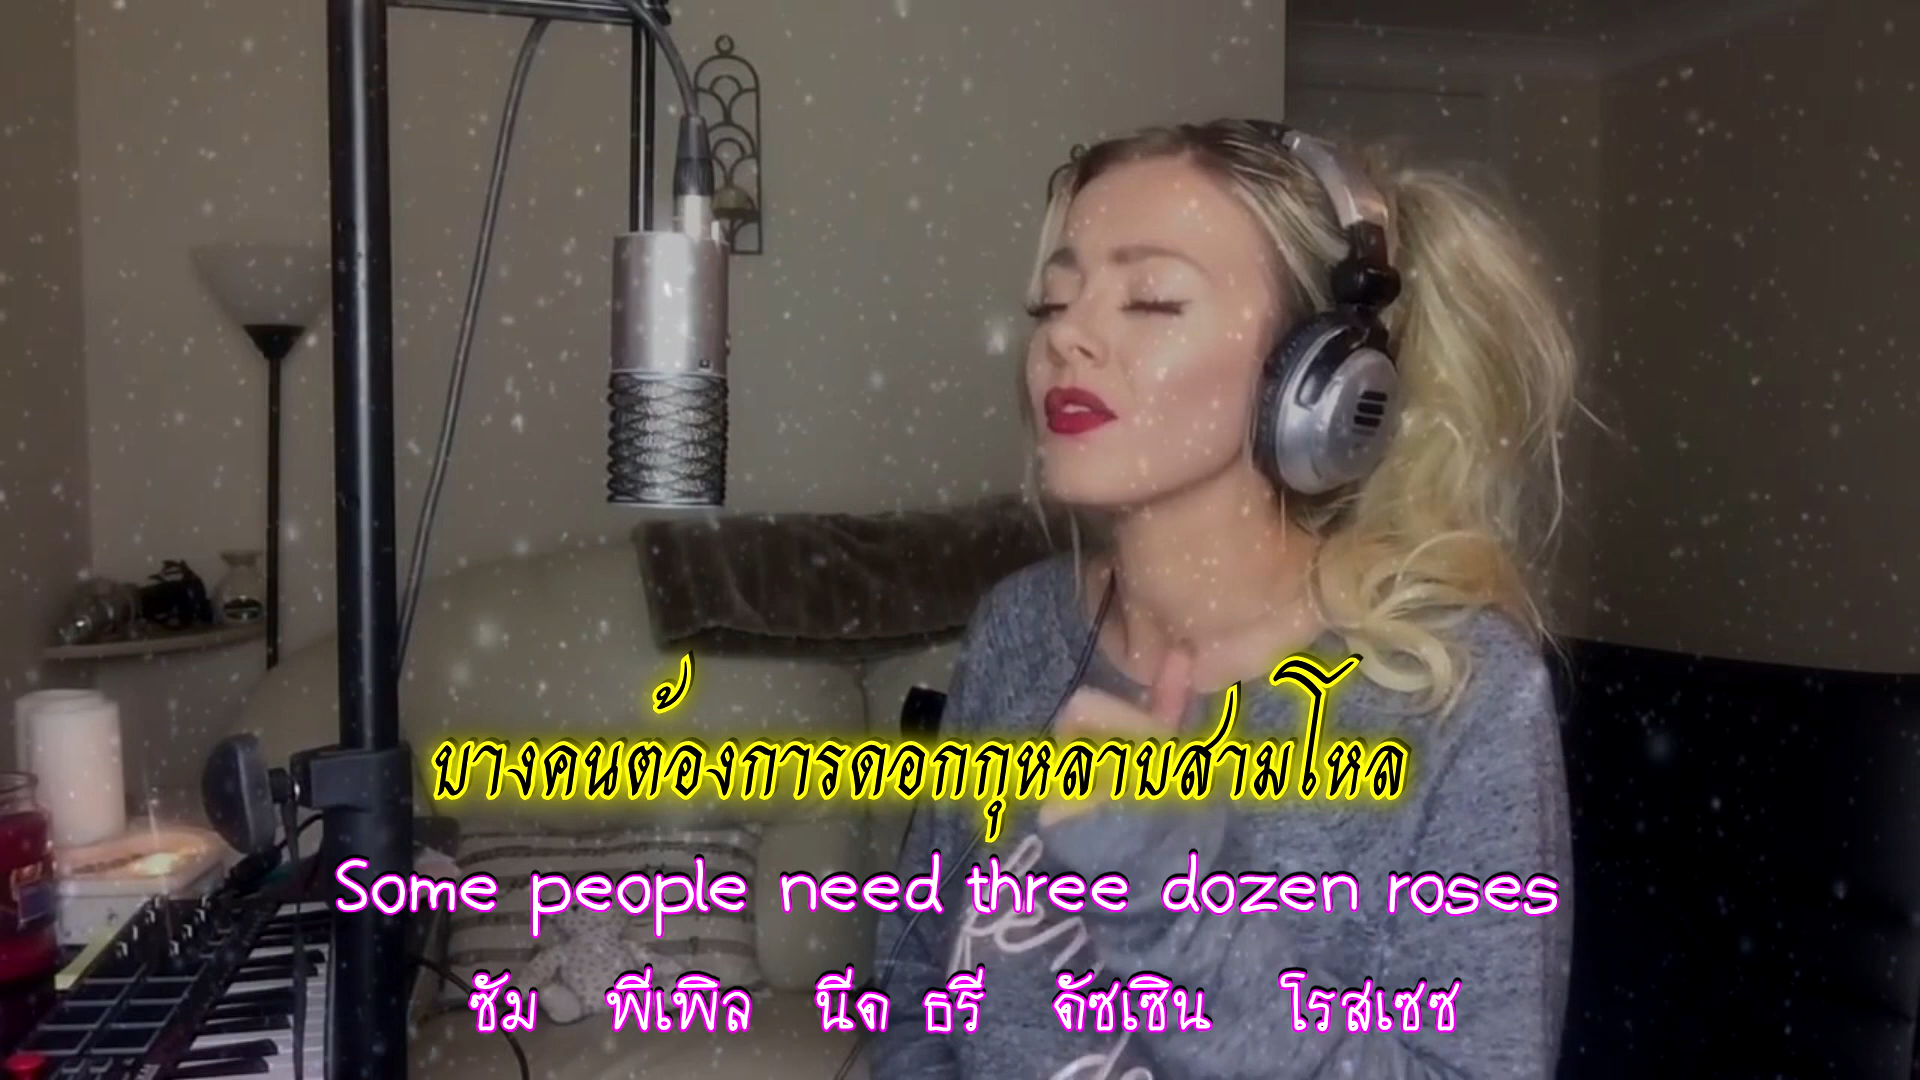 บางคนต้องการดอกกุหลาบสามโหล
Some people need three dozen roses
ซัม พีเพิล นีด ธรี ดัซเซิน โรสเซซ